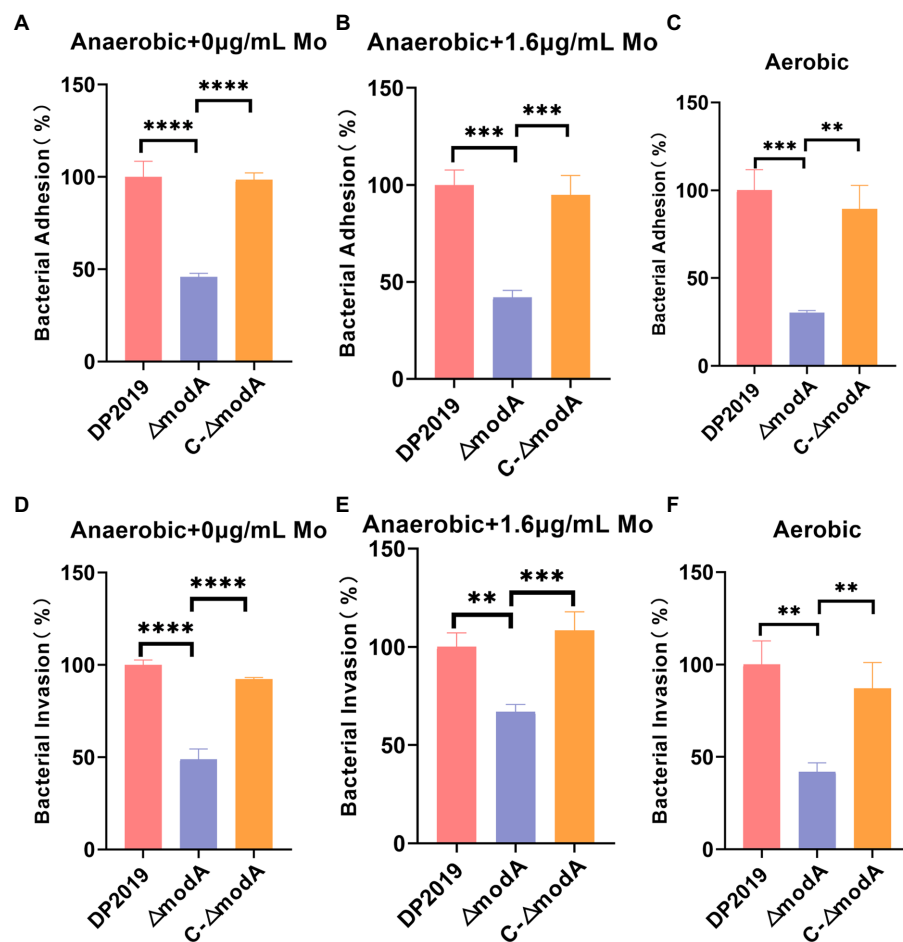 A
Anaerobic+0μg/mL Mo
Bacterial Adhesion( %)
150
100
50
0
****
****
DP2019
ΔmodA
C-ΔmodA
B
Anaerobic+1.6μg/mL Mo
Bacterial Adhesion( %)
150
100
50
0
***
***
DP2019
ΔmodA
C-ΔmodA
C
Aerobic
Bacterial Adhesion( %)
150
100
50
0
***
**
DP2019
ΔmodA
C-ΔmodA
D
Anaerobic+0μg/mL Mo
Bacterial Invasion( %)
150
100
50
0
****
****
DP2019
ΔmodA
C-ΔmodA
E
Anaerobic+1.6μg/mL Mo
Bacterial Invasion( %)
150
100
50
0
**
***
DP2019
ΔmodA
C-ΔmodA
F
Aerobic
Bacterial Invasion( %)
150
100
50
0
**
**
DP2019
ΔmodA
C-ΔmodA